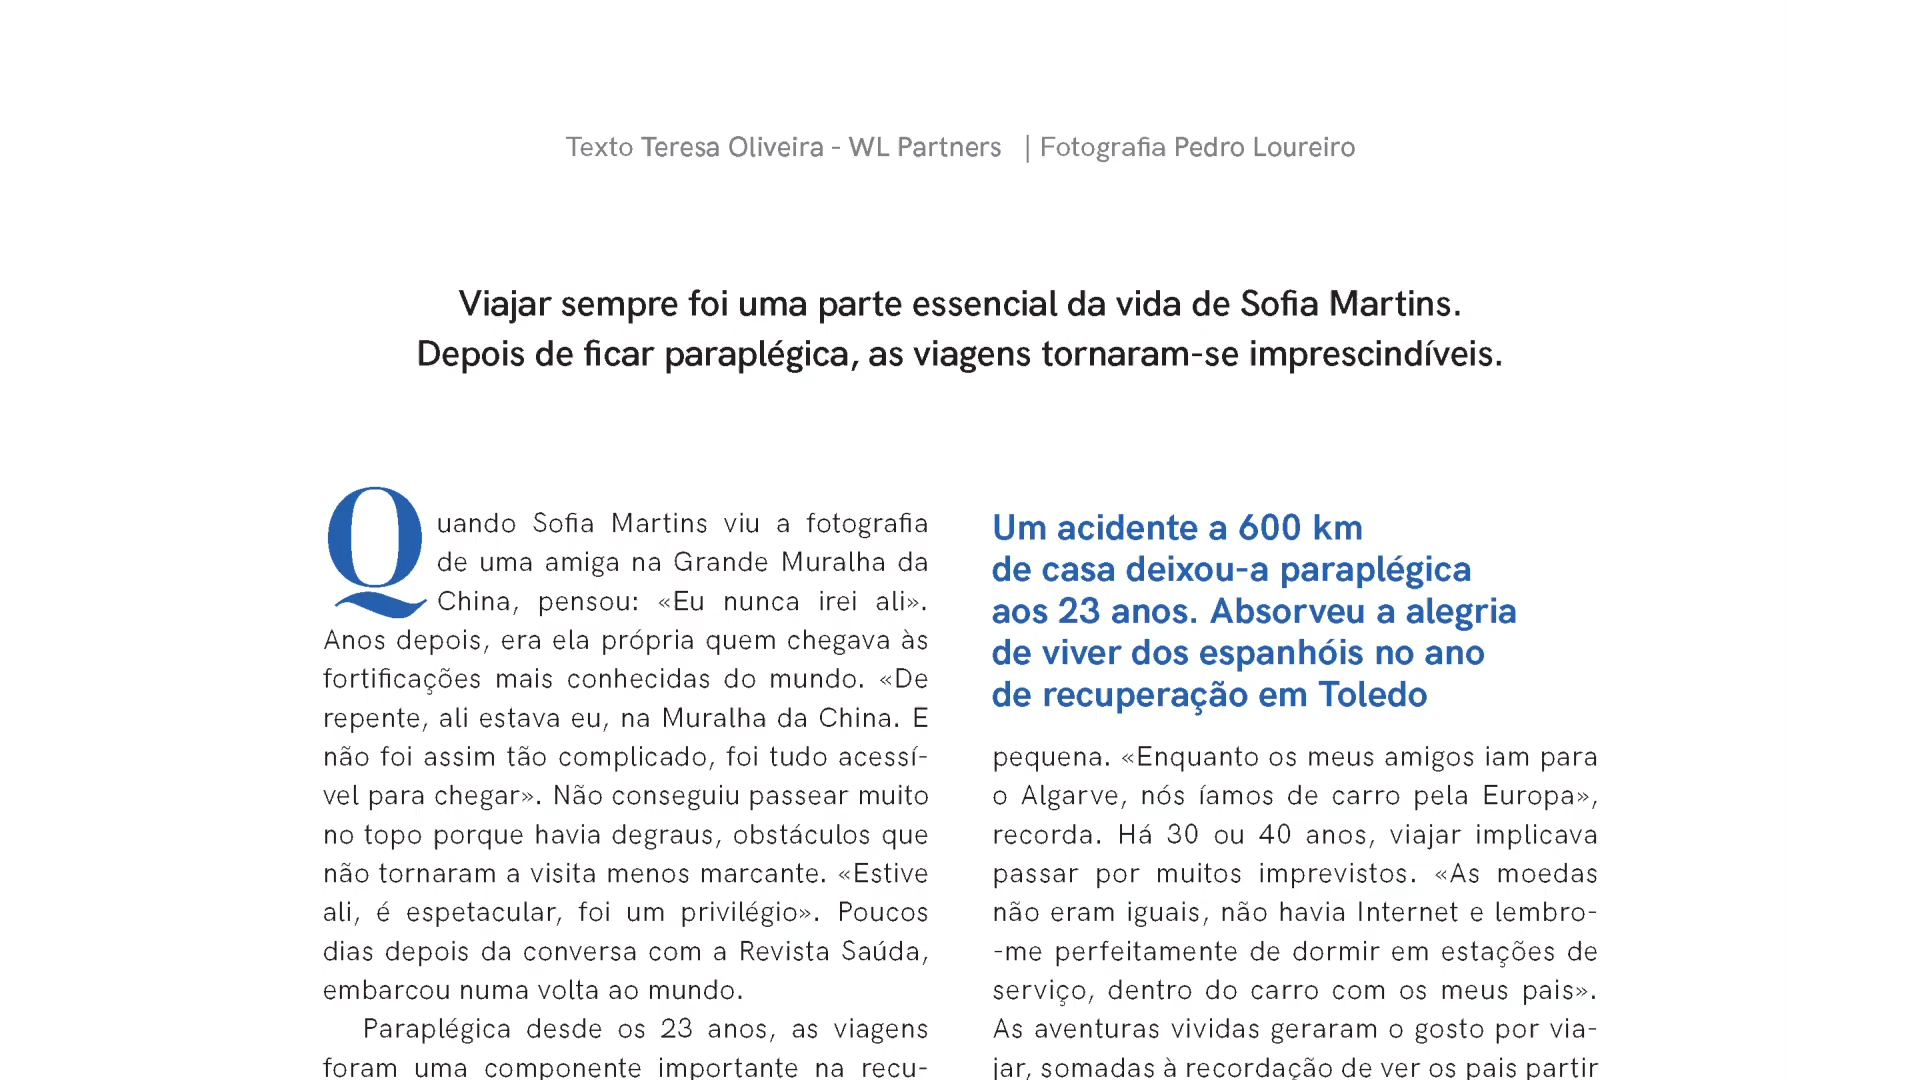 Texto Teresa Oliveira - WL Partners | Fotografia Pedro Loureiro
Viajar sempre foi uma parte essencial da vida de Sofia Martins.
Depois de ficar paraplégica, as viagens tornaram-se imprescindíveis.
Quando Sofia Martins viu a fotografia
de uma amiga na Grande Muralha da
China, pensou: «Eu nunca irei ali».
Anos depois, era ela própria quem chegava às
fortificações mais conhecidas do mundo. «De
repente, ali estava eu, na Muralha da China. E
não foi assim tão complicado, foi tudo acessí-
vel para chegar». Não conseguiu passear muito
no topo porque havia degraus, obstáculos que
não tornaram a visita menos marcante. «Estive
ali, é espetacular, foi um privilégio». Poucos
dias depois da conversa com a Revista Saúda,
embarcou numa volta ao mundo.
Paraplégica desde os 23 anos, as viagens
foram uma componente importante na recu-
Um acidente a 600 km
de casa deixou-a paraplégica
aos 23 anos. Absorveu a alegria
de viver dos espanhóis no ano
de recuperação em Toledo
pequena. «Enquanto os meus amigos iam para
o Algarve, nós íamos de carro pela Europa»,
recorda. Há 30 ou 40 anos, viajar implicava
passar por muitos imprevistos. «As moedas
não eram iguais, não havia Internet e lembro-
-me perfeitamente de dormir em estações de
serviço, dentro do carro com os meus pais».
As aventuras vividas geraram o gosto por via-
jar, somadas à recordação de ver os pais partir